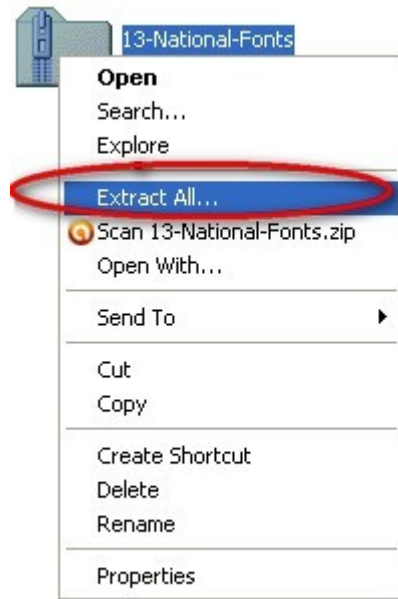 13-National-Fonts
Open
Search...
Explore
Extract All...
Scan 13-National-Fonts.zip
Open With...
Send To
Cut
Copy
Create Shortcut
Delete
Rename
Properties